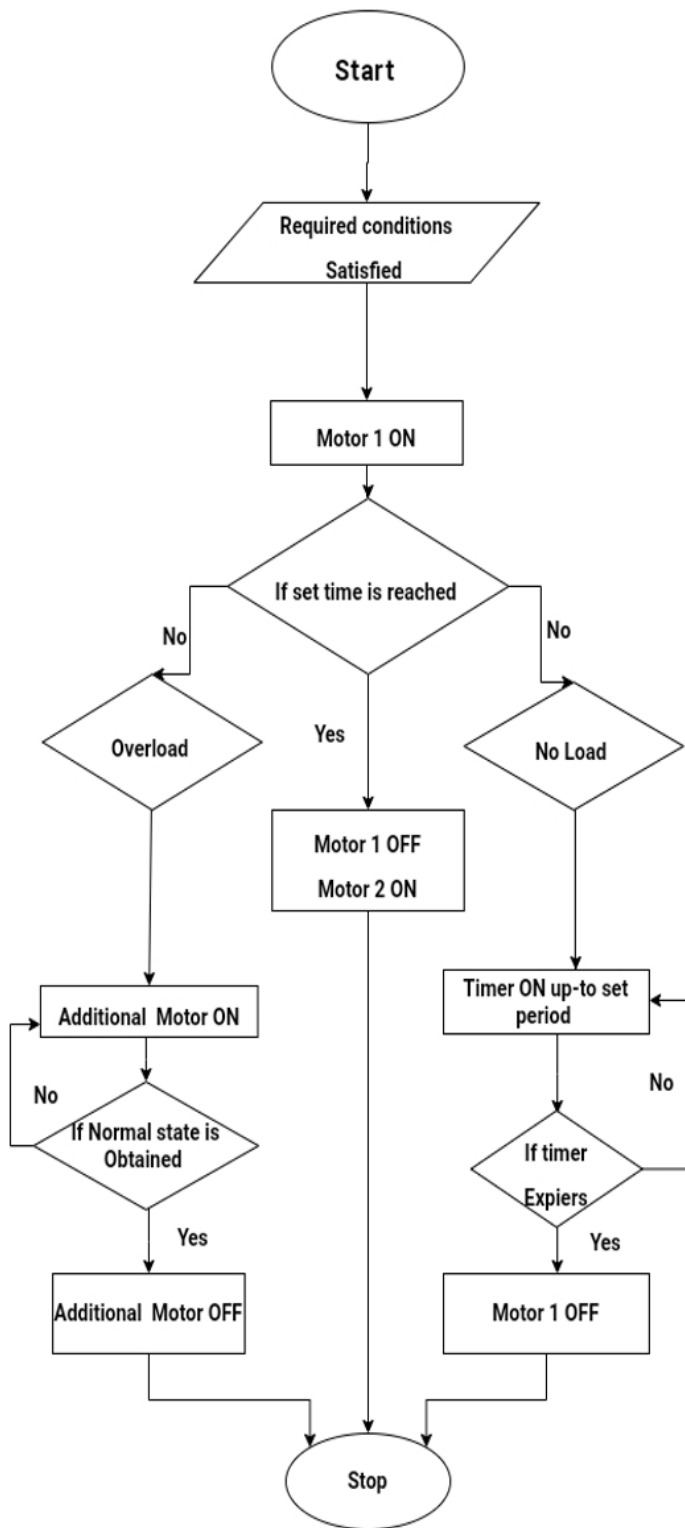 Start
Required conditions
Satisfied
Motor 1 ON
If set time is reached
No
No
Overload
Yes
No Load
Motor 1 OFF
Motor 2 ON
Additional Motor ON
Timer ON up-to set
period
No
No
If Normal state is
Obtained
If timer
Expiers
Yes
Yes
Additional Motor OFF
Motor 1 OFF
Stop